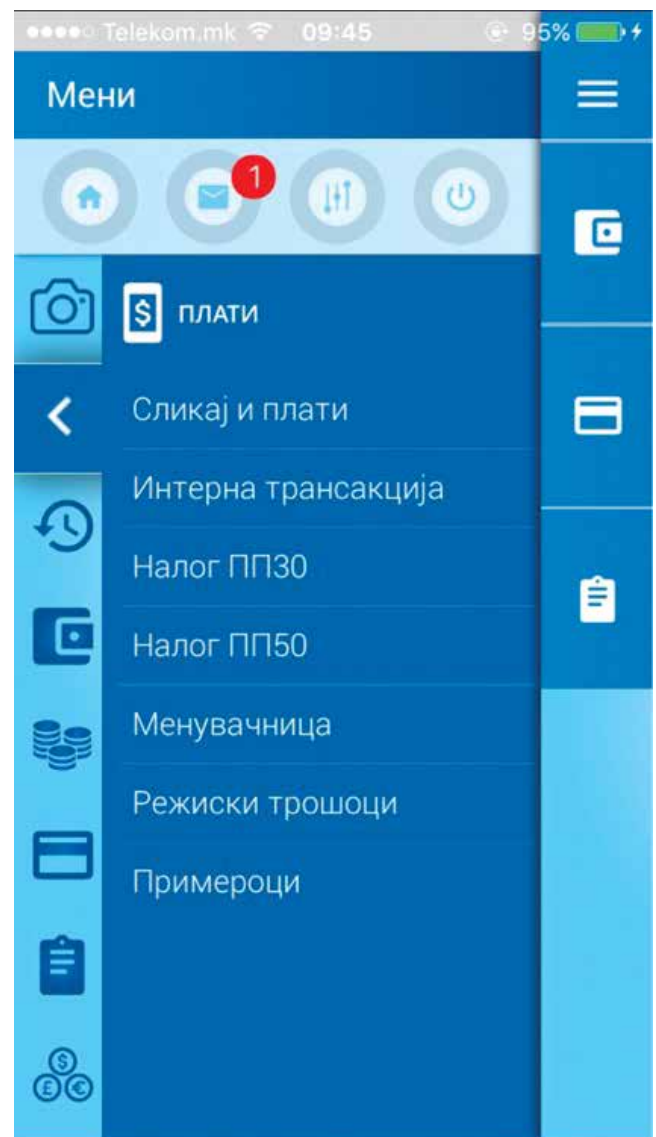 Telekom.mk 09:45 95%
Мени
1
$ ПЛАТИ
Сликај и плати
Интерна трансакција
Налог ПП30
Налог ПП50
Менувачница
Режиски трошоци
Примероци
$
£ €